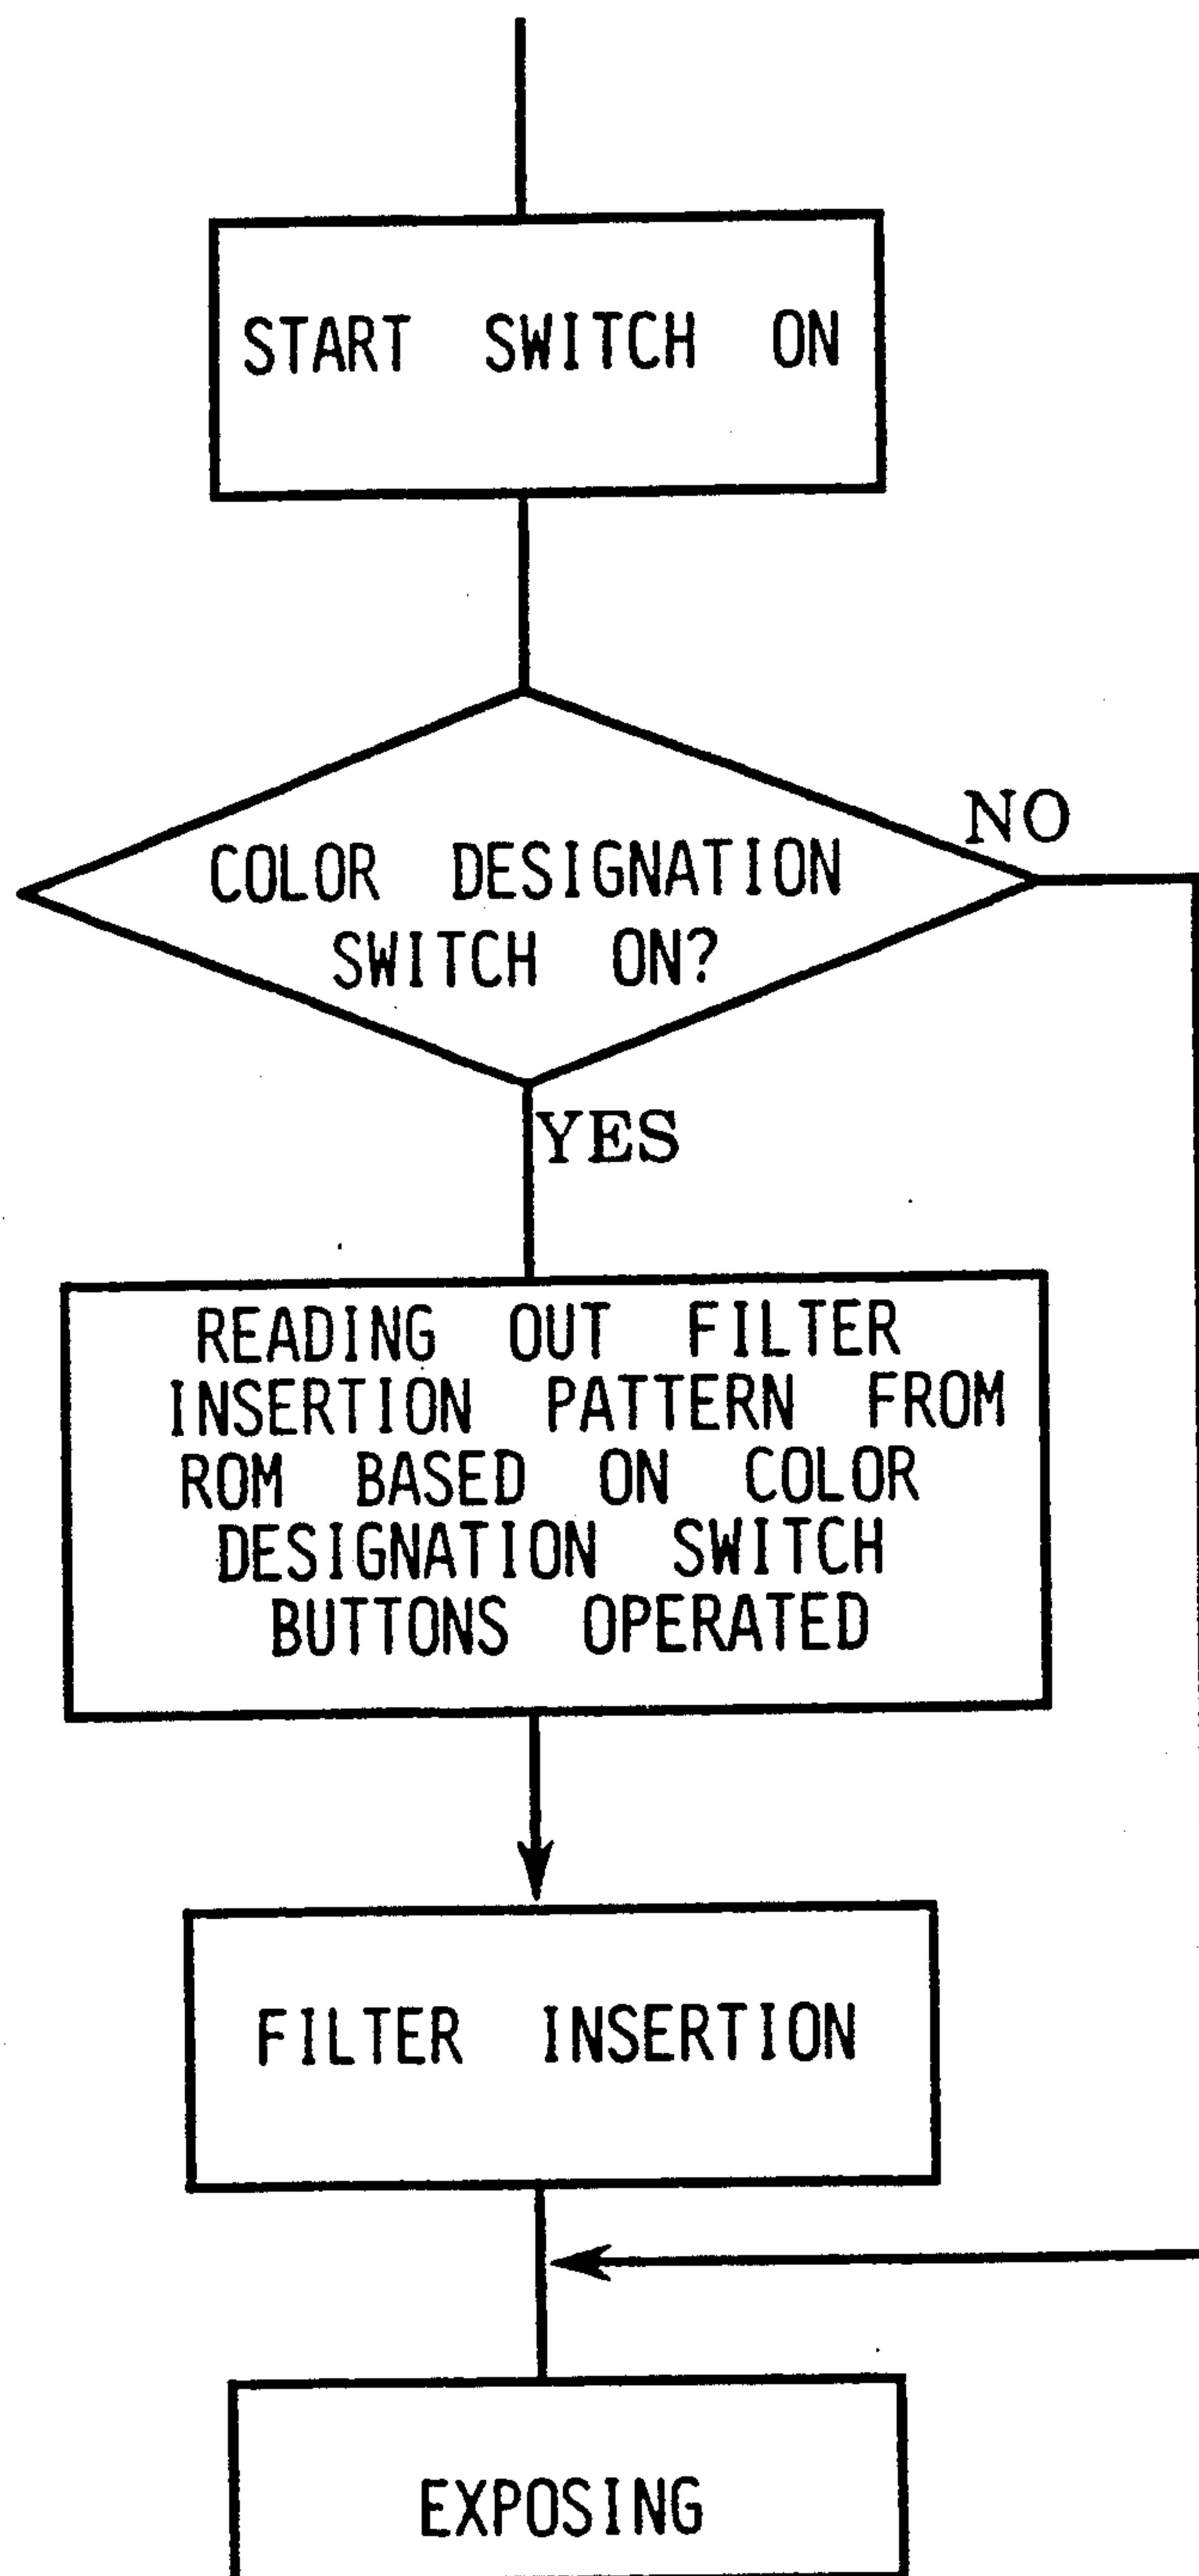 START SWITCH ON
COLOR DESIGNATION
SWITCH ON?
NO
YES
READING OUT FILTER
INSERTION PATTERN FROM
ROM BASED ON COLOR
DESIGNATION SWITCH
BUTTONS OPERATED
FILTER INSERTION
EXPOSING